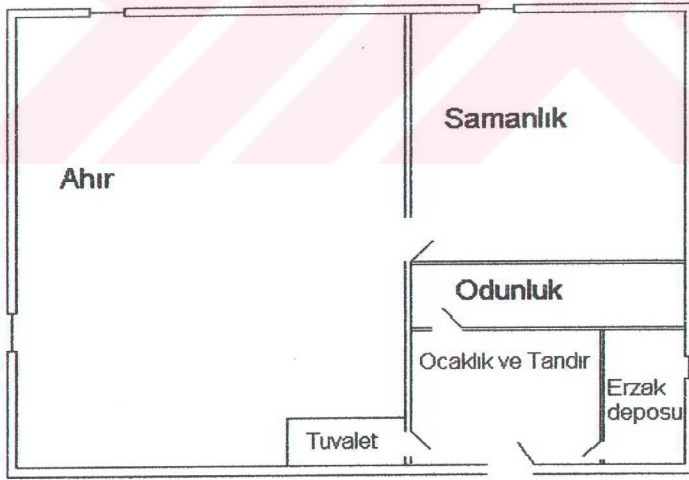 Samanlık
Ahır
Odunluk
Ocaklık ve Tandır
Erzak
deposu
Tuvalet